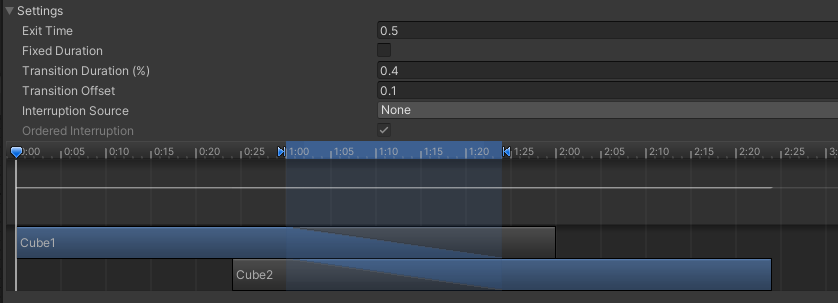 Settings
Exit Time 0.5
Fixed Duration
Transition Duration (%) 0.4
Transition Offset 0.1
Interruption Source None
Ordered Interruption
0:00 0:05 0:10 0:15 0:20 0:25 1:00 1:05 1:10 1:15 1:20 1:25 2:00 2:05 2:10 2:15 2:20 2:25 3:
Cube1
Cube2